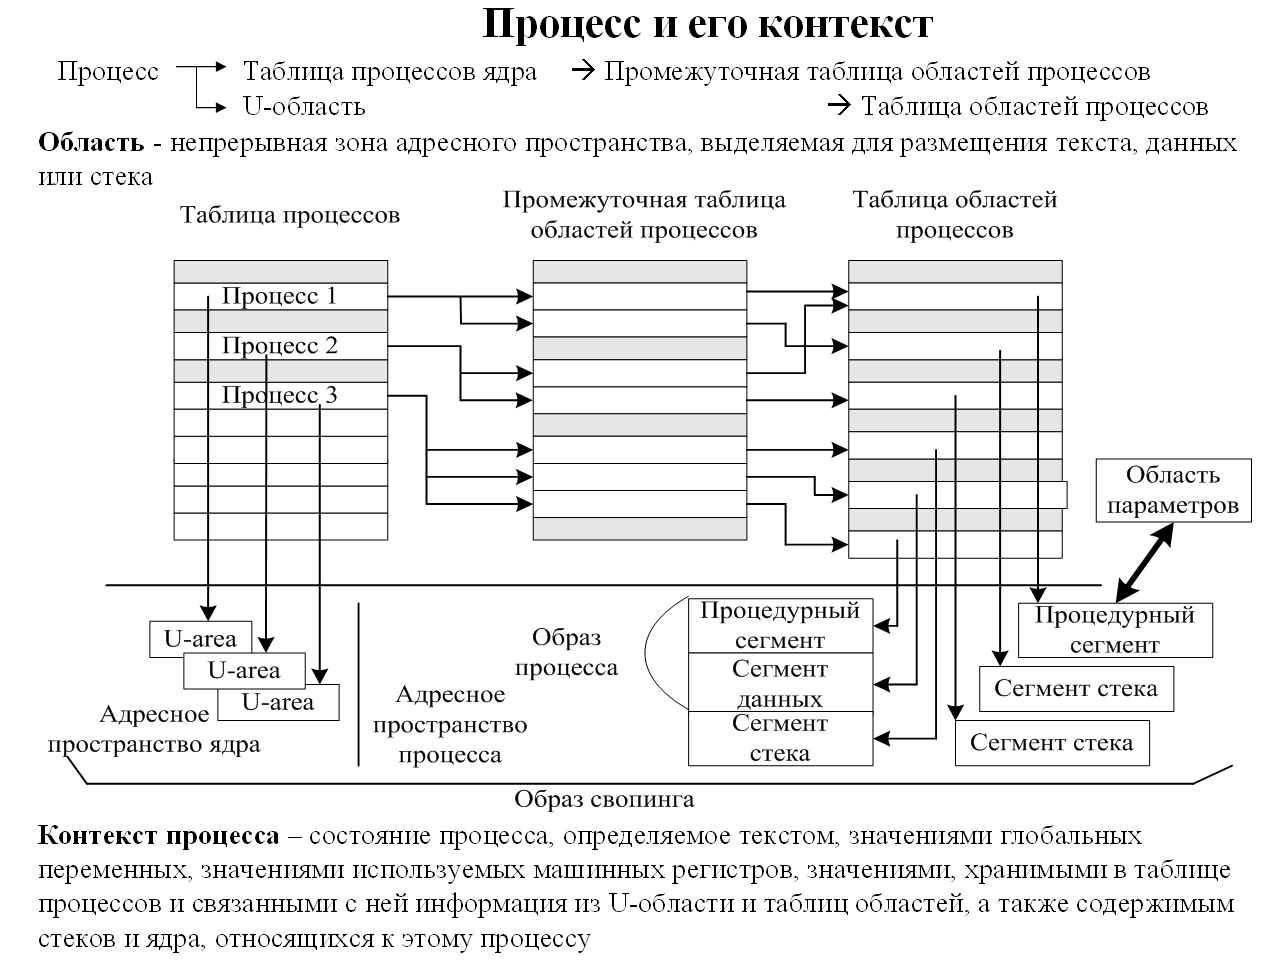 Процесс и его контекст
Процесс Таблица процессов ядра → Промежуточная таблица областей процессов
U-область → Таблица областей процессов
Область - непрерывная зона адресного пространства, выделяемая для размещения текста, данных
или стека
Таблица процессов
Промежуточная таблица
областей процессов
Таблица областей
процессов
Процесс 1
Процесс 2
Процесс 3
Область
параметров
U-area
U-area
U-area
Адресное
пространство ядра
Образ
процесса
Адресное
пространство
процесса
Процедурный
сегмент
Сегмент
данных
Сегмент
стека
Процедурный
сегмент
Сегмент стека
Сегмент стека
Образ свопинга
Контекст процесса – состояние процесса, определяемое текстом, значениями глобальных
переменных, значениями используемых машинных регистров, значениями, хранимыми в таблице
процессов и связанными с ней информация из U-области и таблиц областей, а также содержимым
стеков и ядра, относящихся к этому процессу